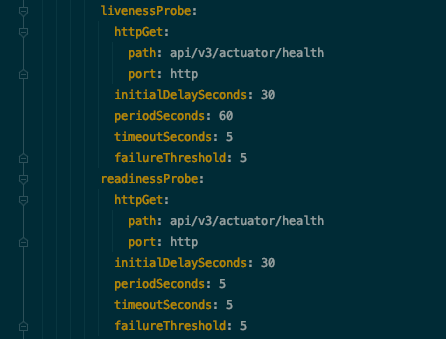 livenessProbe:
httpGet:
path: api/v3/actuator/health
port: http
initialDelaySeconds: 30
periodSeconds: 60
timeoutSeconds: 5
failureThreshold: 5
readinessProbe:
httpGet:
path: api/v3/actuator/health
port: http
initialDelaySeconds: 30
periodSeconds: 5
timeoutSeconds: 5
failureThreshold: 5